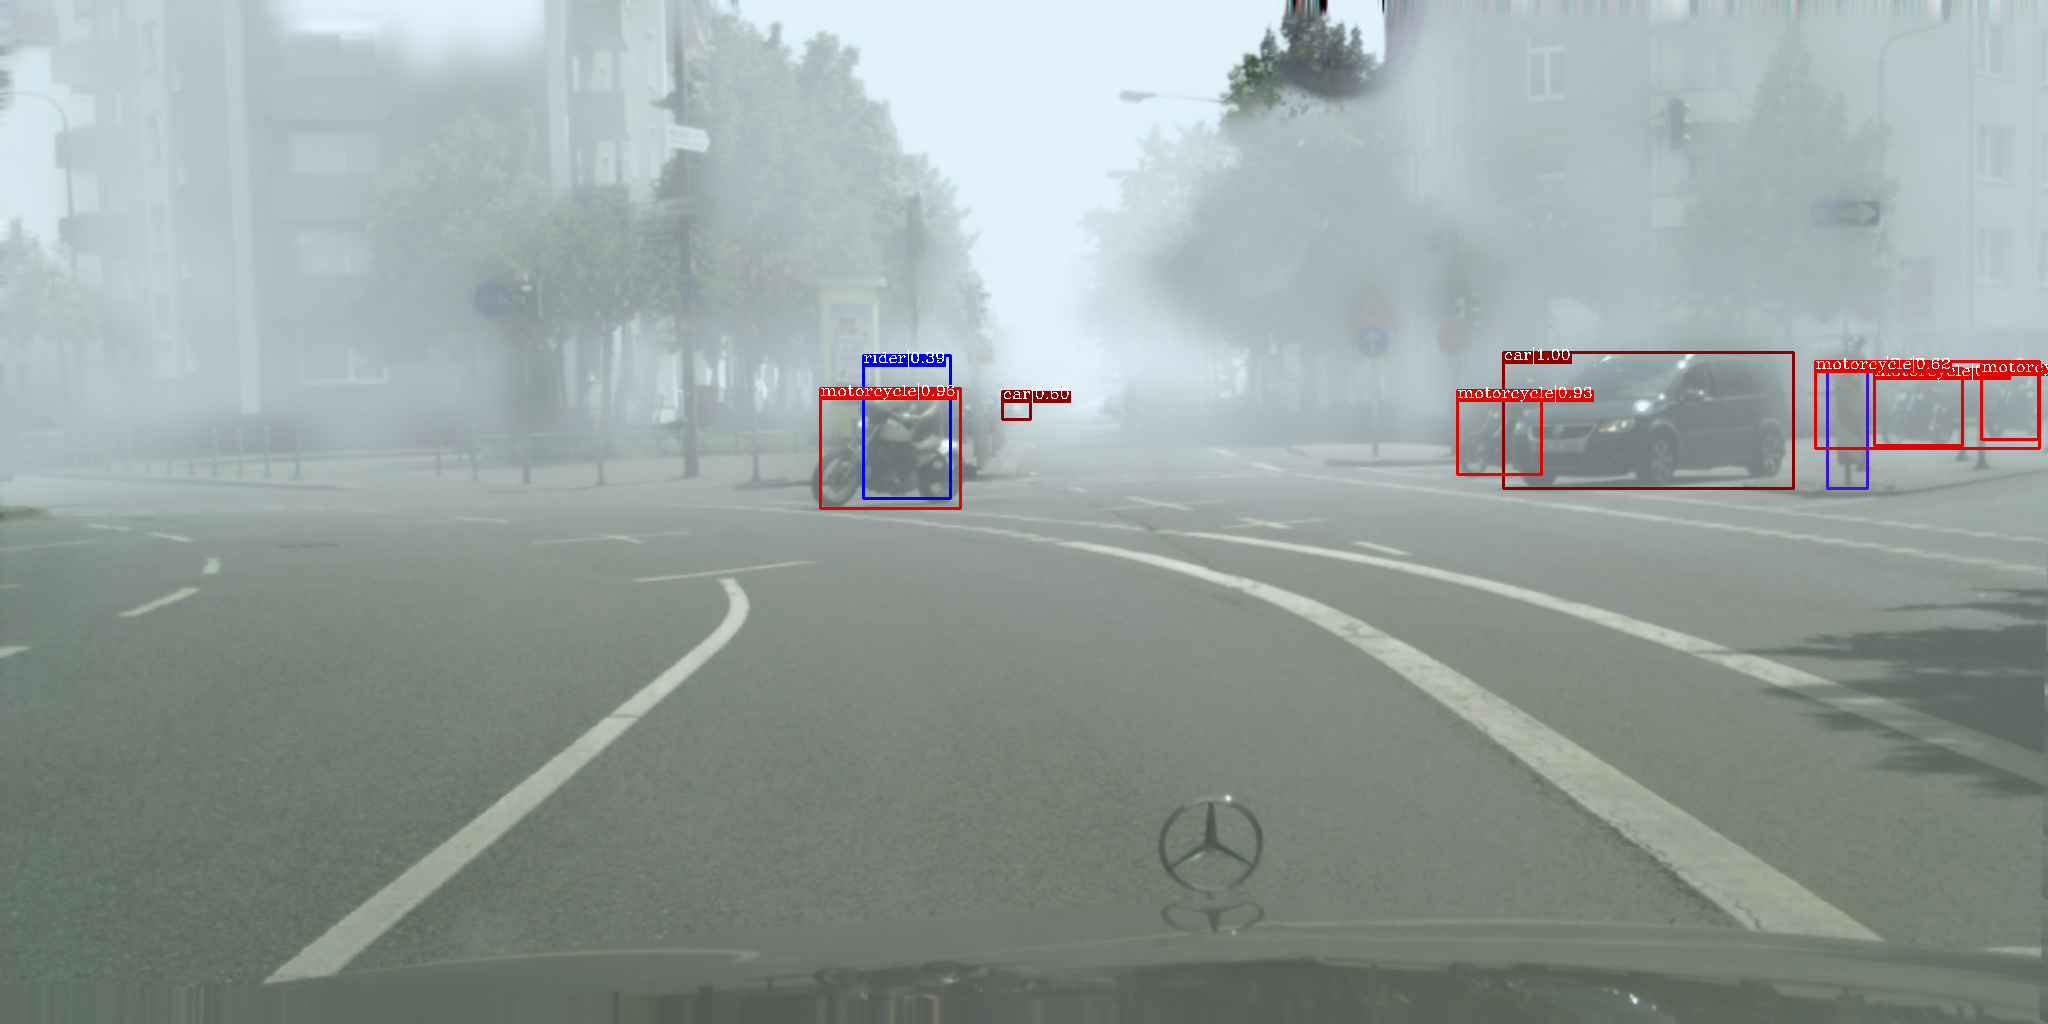 rider|0.39
motorcycle|0.96
car|0.60
car|1.00
motorcycle|0.93
motorcycle|0.62